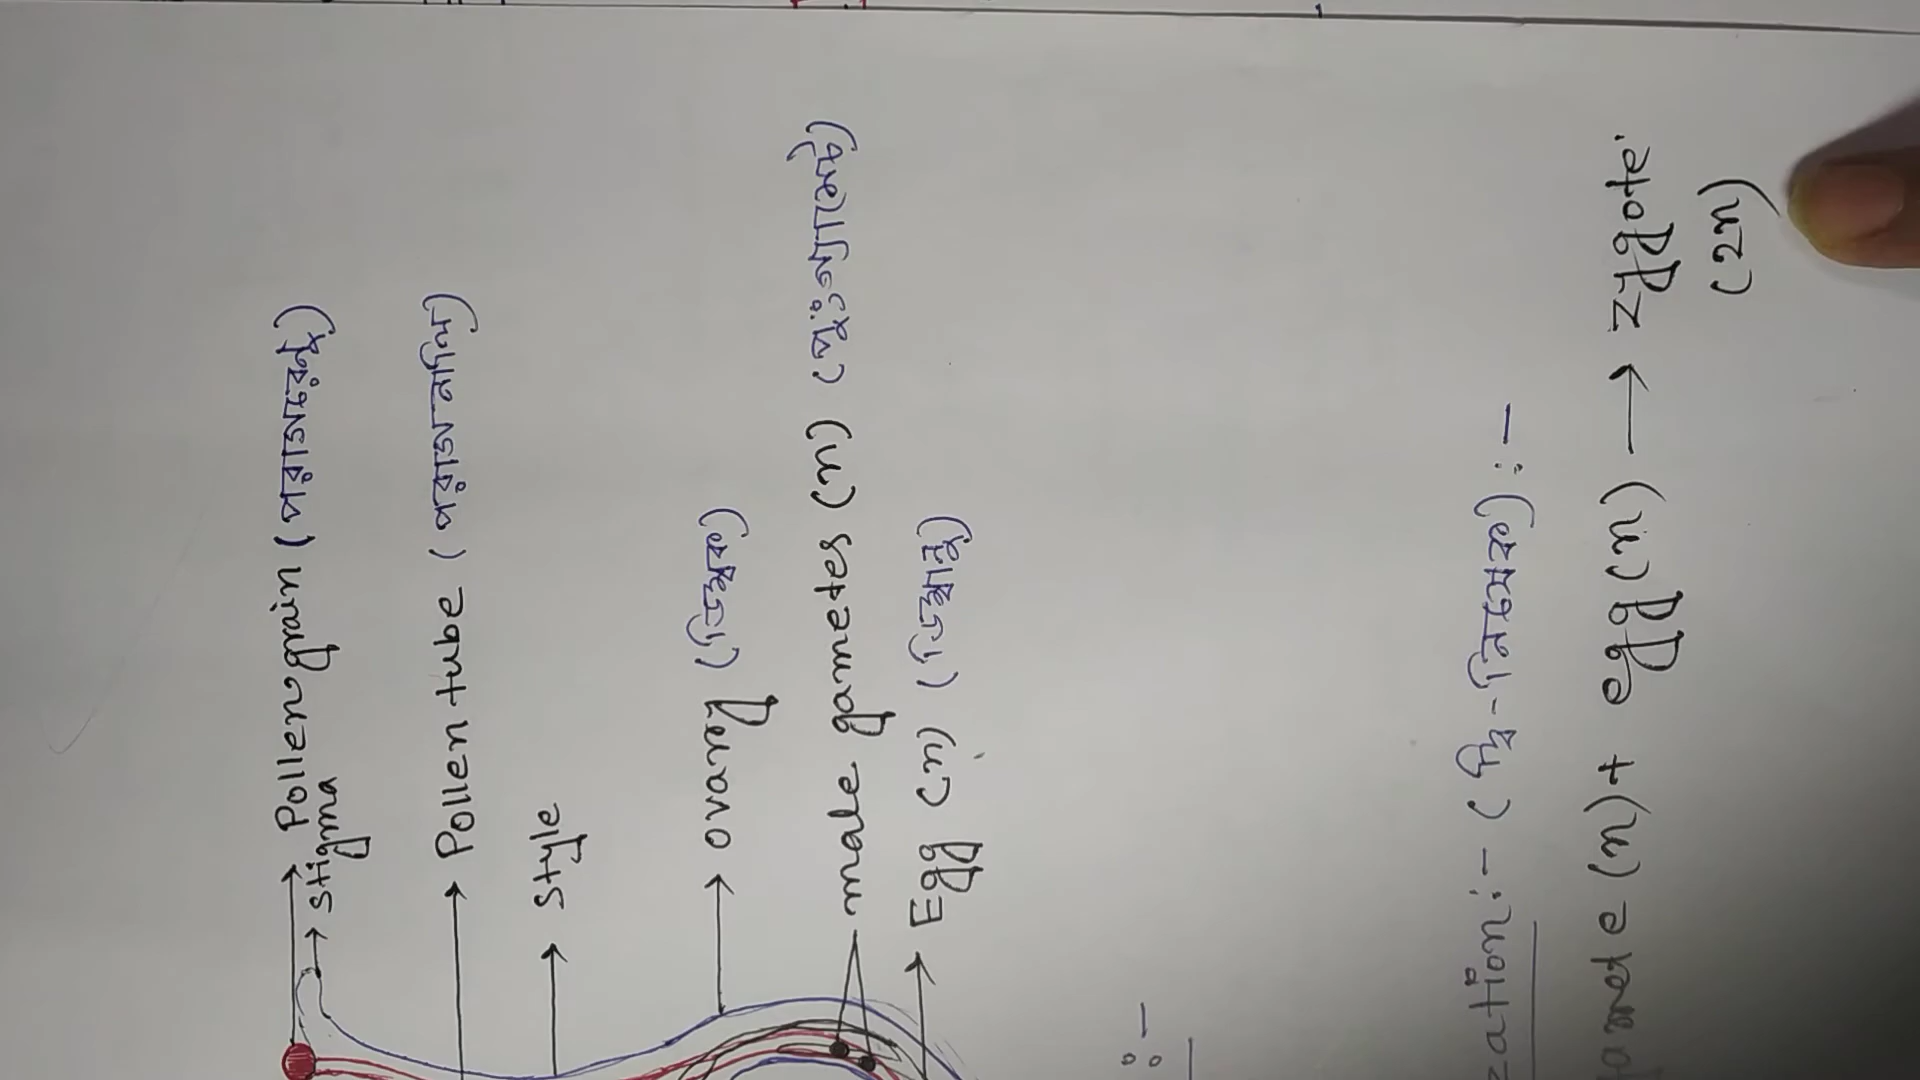 → Pollen grain (পরাগরেণু)
→ stigma
→ Pollen tube (পরাগনালি)
→ style
→ ovary (ডিম্বক)
male gametes (n) (পুংজনন
→ Egg (n) (ডিম্বাণু)
:-
zation:- (দ্বি-নিষেক) :-
(n) + egg (n) → zygote
(2n)